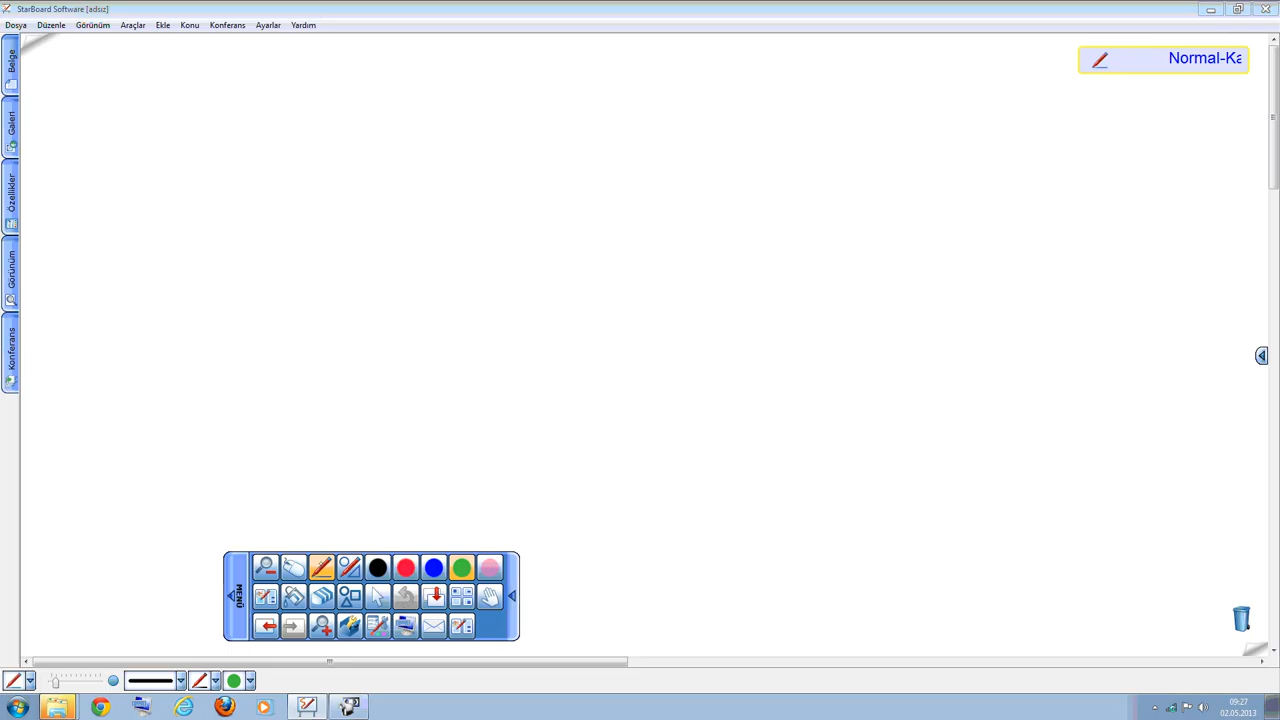 StarBoard Software [adsız]
Dosya Düzenle Görünüm Araçlar Ekle Konu Konferans Ayarlar Yardım
Belge
Galeri
Özellikler
Görünüm
Konferans
Normal-Ka
MENÜ
09:27
02.05.2013